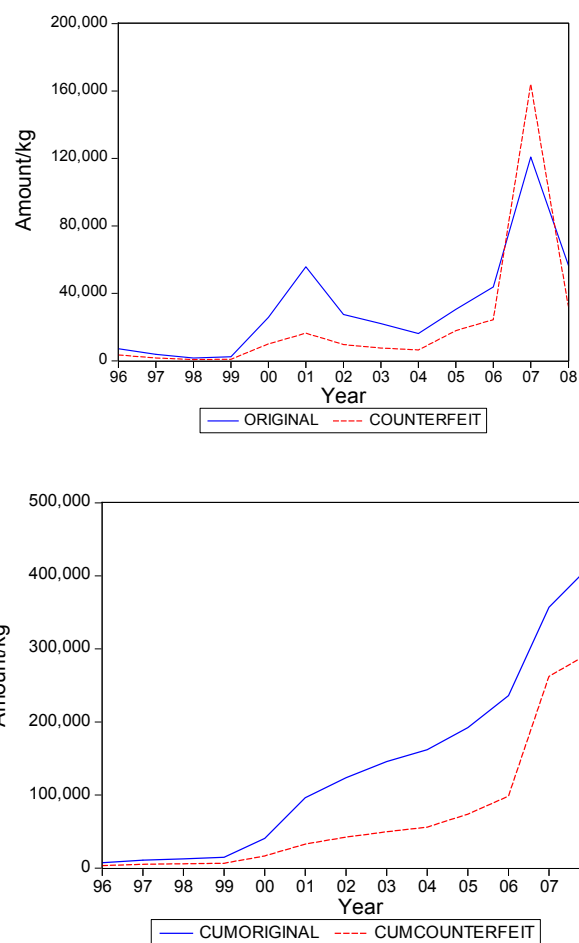 200,000
160,000
120,000
80,000
40,000
0
Amount/kg
96 97 98 99 00 01 02 03 04 05 06 07 08
Year
ORIGINAL COUNTERFEIT
500,000
400,000
300,000
200,000
100,000
0
Amount/kg
96 97 98 99 00 01 02 03 04 05 06 07
Year
CUMORIGINAL CUMCOUNTERFEIT